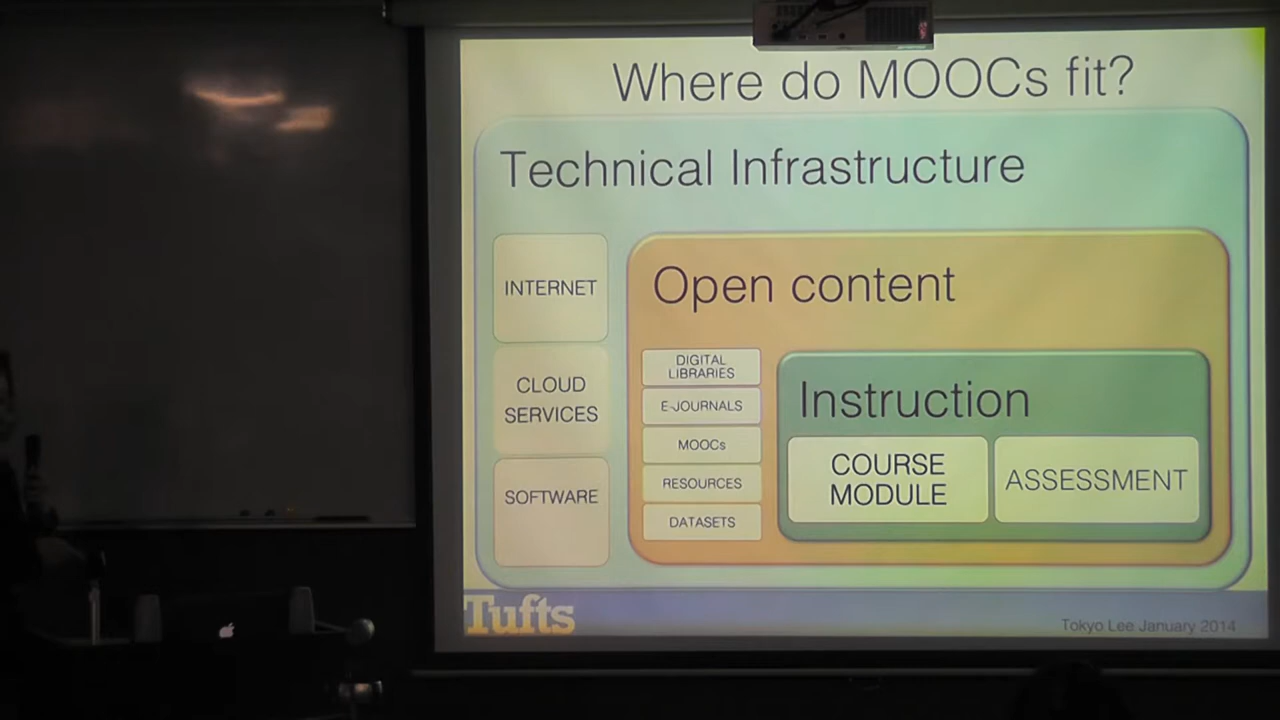 Where do MOOCs fit?
Technical Infrastructure
INTERNET
CLOUD
SERVICES
SOFTWARE
Open content
DIGITAL
LIBRARIES
E-JOURNALS
MOOCs
RESOURCES
DATASETS
Instruction
COURSE
MODULE
ASSESSMENT
Tufts
Tokyo Lee January 2014